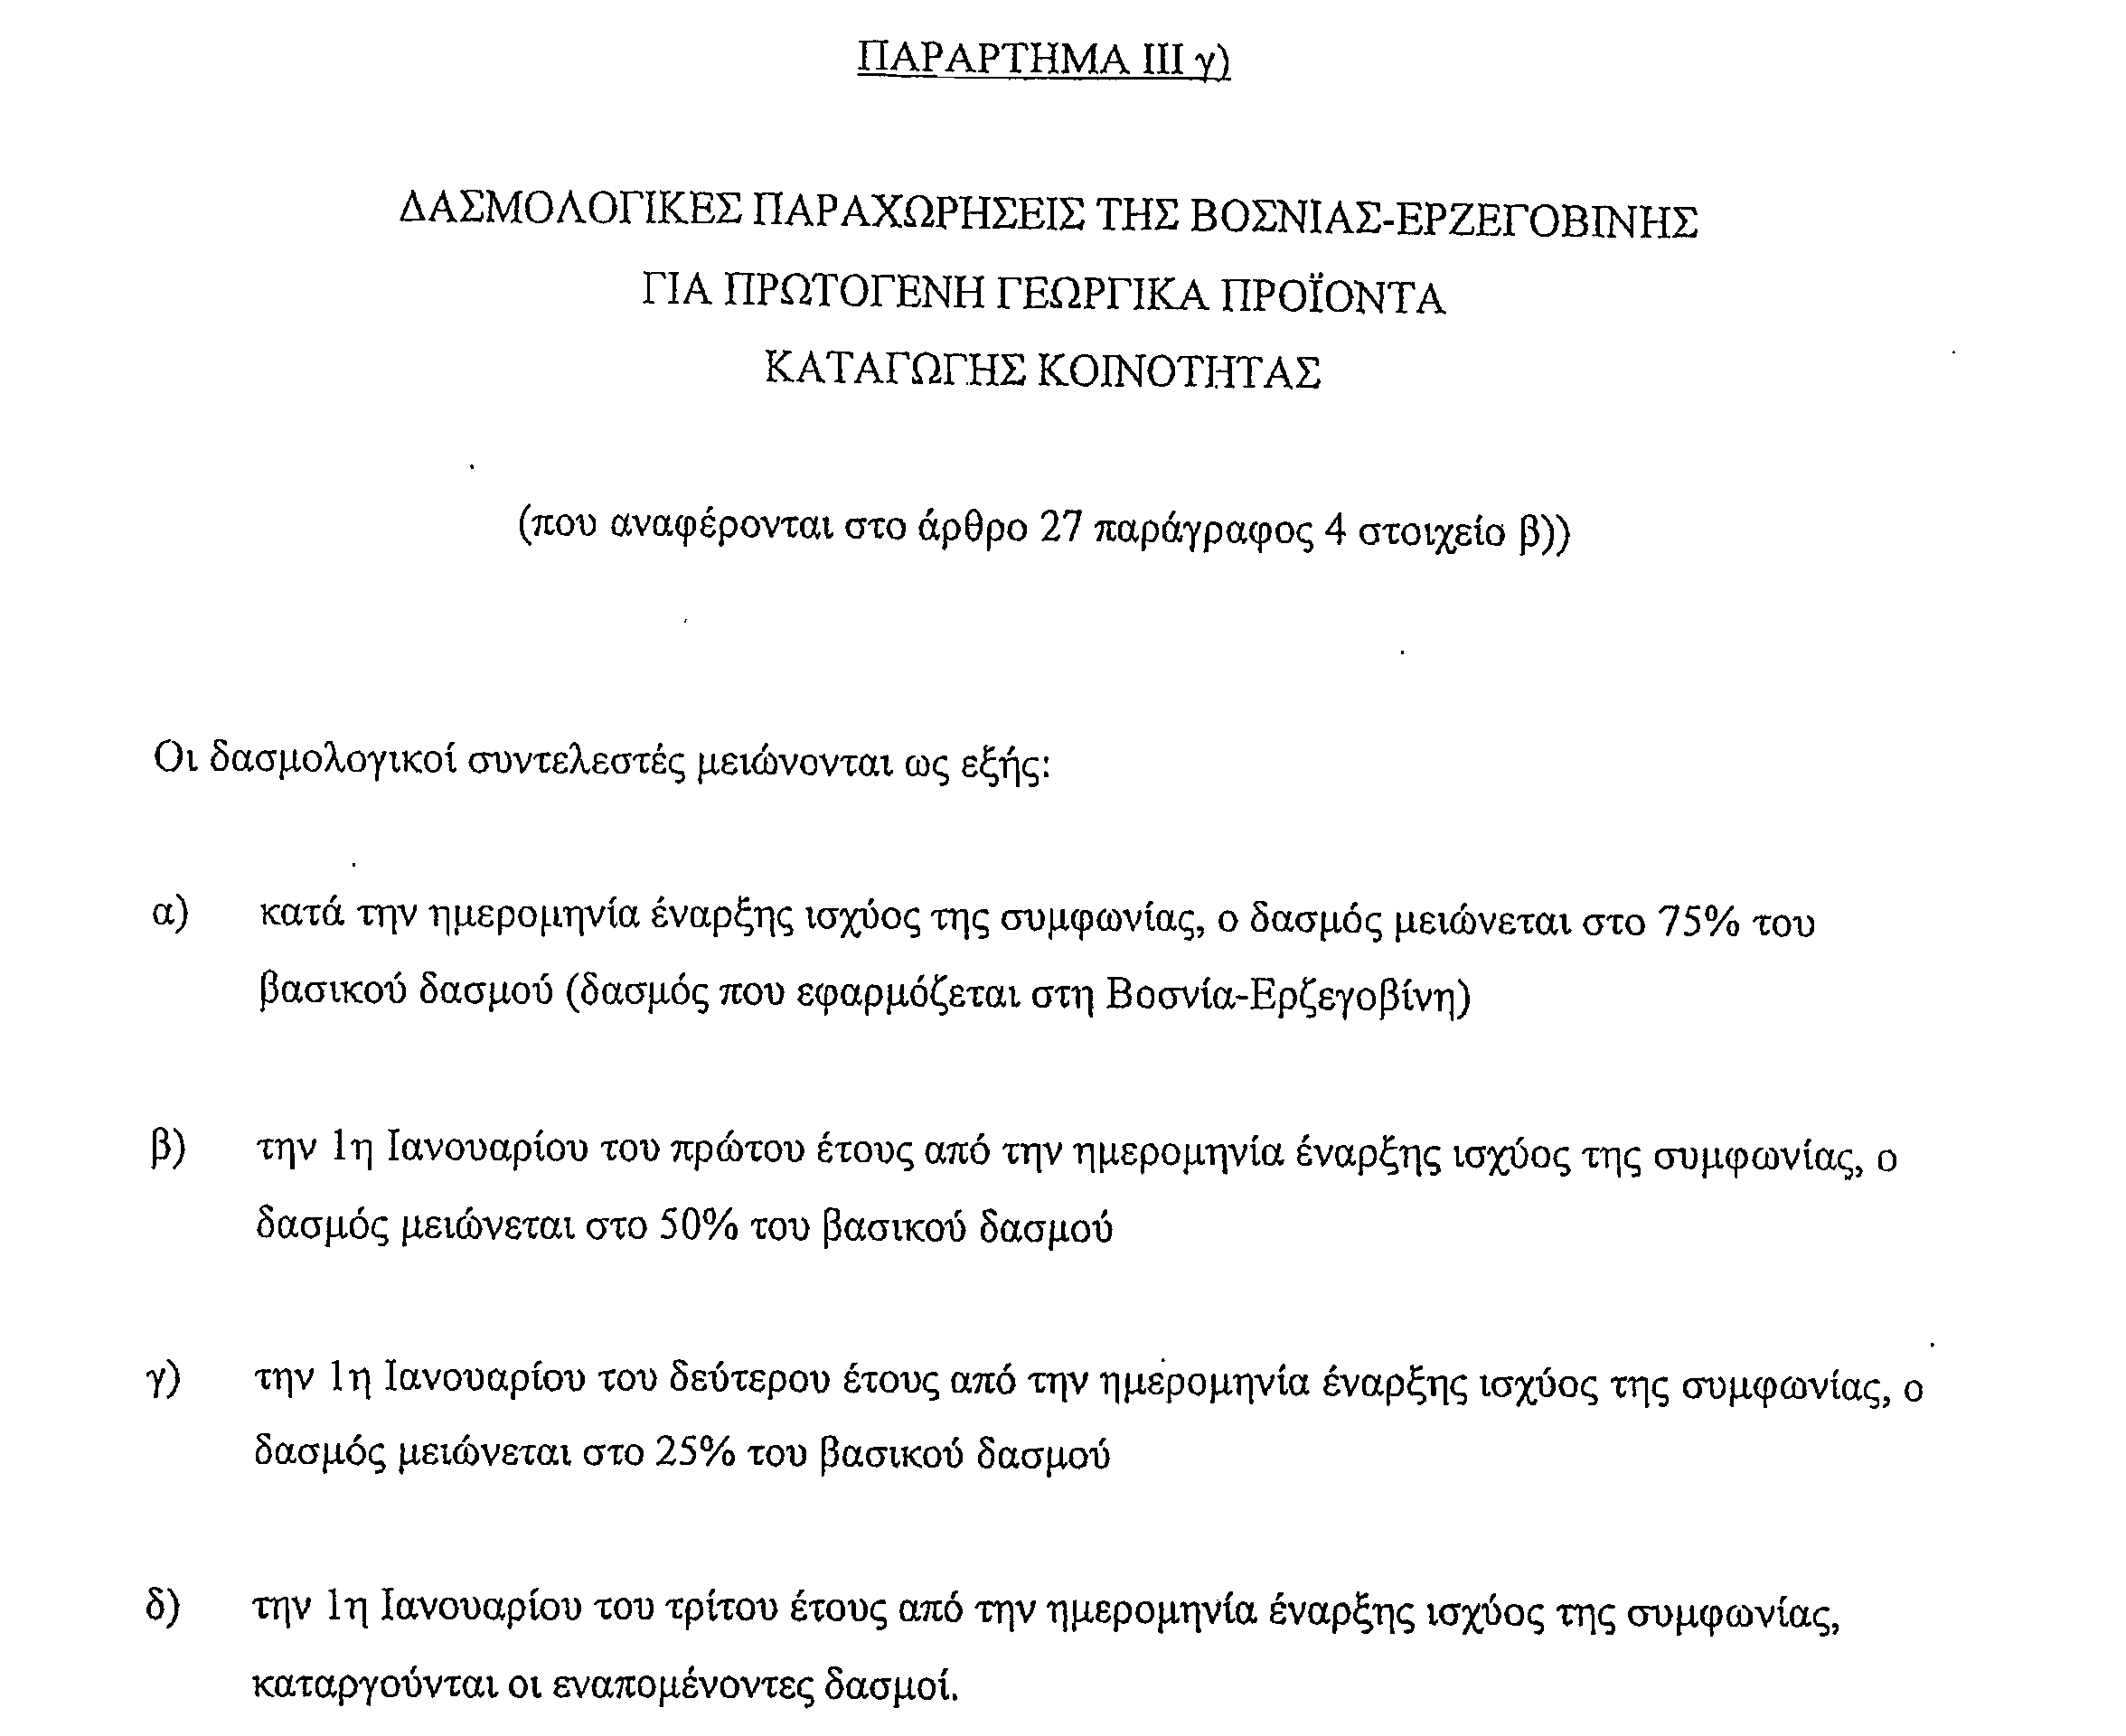 ΠΑΡΑΡΤΗΜΑ ΙΙΙ γ)
ΔΑΣΜΟΛΟΓΙΚΕΣ ΠΑΡΑΧΩΡΗΣΕΙΣ ΤΗΣ ΒΟΣΝΙΑΣ-ΕΡΖΕΓΟΒΙΝΗΣ
ΓΙΑ ΠΡΩΤΟΓΕΝΗ ΓΕΩΡΓΙΚΑ ΠΡΟΪΟΝΤΑ
ΚΑΤΑΓΩΓΗΣ ΚΟΙΝΟΤΗΤΑΣ
(που αναφέρονται στο άρθρο 27 παράγραφος 4 στοιχείο β))
Οι δασμολογικοί συντελεστές μειώνονται ως εξής:
α) κατά την ημερομηνία έναρξης ισχύος της συμφωνίας, ο δασμός μειώνεται στο 75% του
βασικού δασμού (δασμός που εφαρμόζεται στη Βοσνία-Ερζεγοβίνη)
β) την 1η Ιανουαρίου του πρώτου έτους από την ημερομηνία έναρξης ισχύος της συμφωνίας, ο
δασμός μειώνεται στο 50% του βασικού δασμού
γ) την 1η Ιανουαρίου του δεύτερου έτους από την ημερομηνία έναρξης ισχύος της συμφωνίας, ο
δασμός μειώνεται στο 25% του βασικού δασμού
δ) την 1η Ιανουαρίου του τρίτου έτους από την ημερομηνία έναρξης ισχύος της συμφωνίας,
καταργούνται οι εναπομένοντες δασμοί.